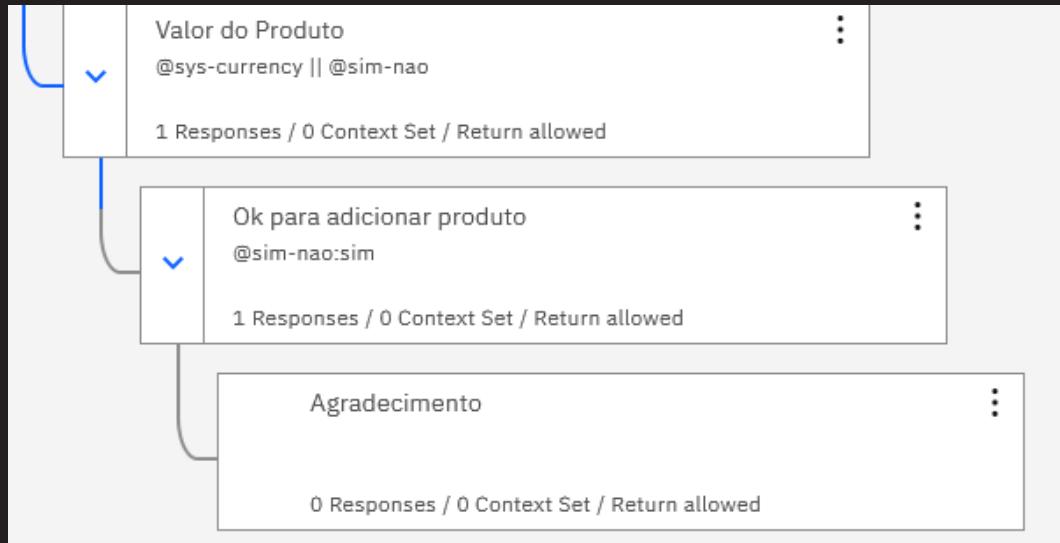 Valor do Produto
@sys-currency || @sim-nao
1 Responses / 0 Context Set / Return allowed
Ok para adicionar produto
@sim-nao:sim
1 Responses / 0 Context Set / Return allowed
Agradecimento
0 Responses / 0 Context Set / Return allowed